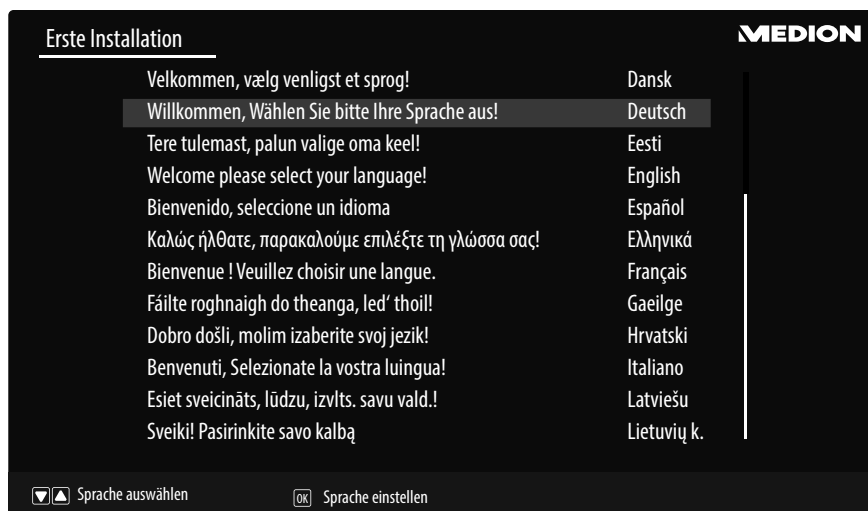 Erste Installation
MEDION
Velkommen, vælg venligst et sprog! Dansk
Willkommen, Wählen Sie bitte Ihre Sprache aus! Deutsch
Tere tulemast, palun valige oma keel! Eesti
Welcome please select your language! English
Bienvenido, seleccione un idioma Español
Καλώς ήλθατε, παρακαλούμε επιλέξτε τη γλώσσα σας! Ελληνικά
Bienvenue ! Veuillez choisir une langue. Français
Fáilte roghnaigh do theanga, led‘ thoil! Gaeilge
Dobro došli, molim izaberite svoj jezik! Hrvatski
Benvenuti, Selezionate la vostra luingua! Italiano
Esiet sveicināts, lūdzu, izvlts. savu vald.! Latviešu
Sveiki! Pasirinkite savo kalbą Lietuvių k.
Sprache auswählen OK Sprache einstellen